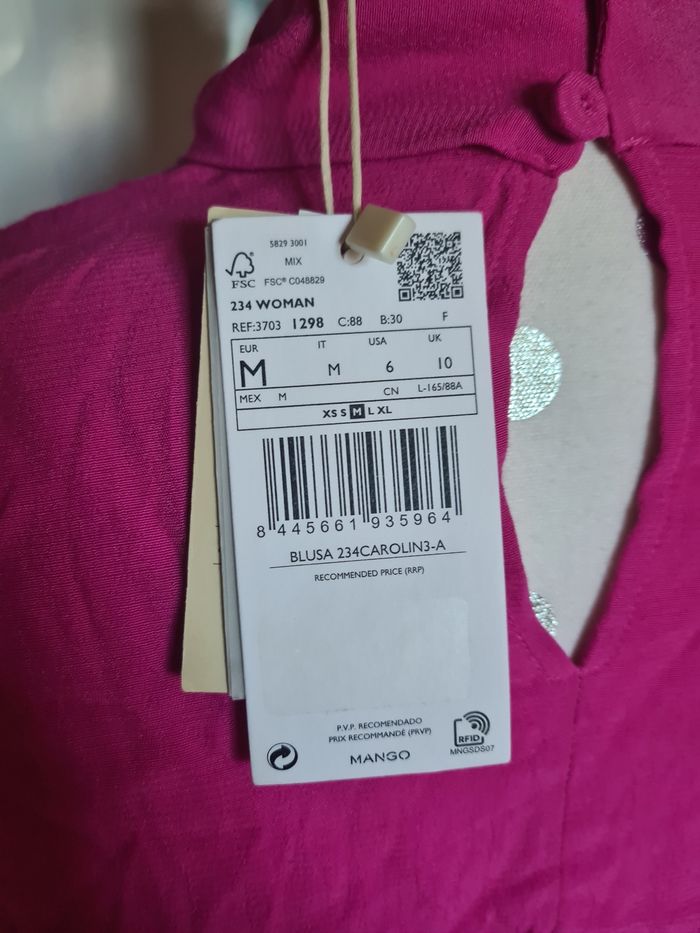 5829 3001
MIX
FSC
FSC® C048829
234 WOMAN
REF:3703 1298 C:88 B:30 F
EUR IT USA UK
M M 6 10
MEX M CN L-165/88A
XS S M L XL
8 445661 935964
BLUSA 234CAROLIN3-A
RECOMMENDED PRICE (RRP)
P.V.P. RECOMENDADO
PRIX RECOMMANDÉ (PRVP)
MANGO
RFID
MNGSDS07